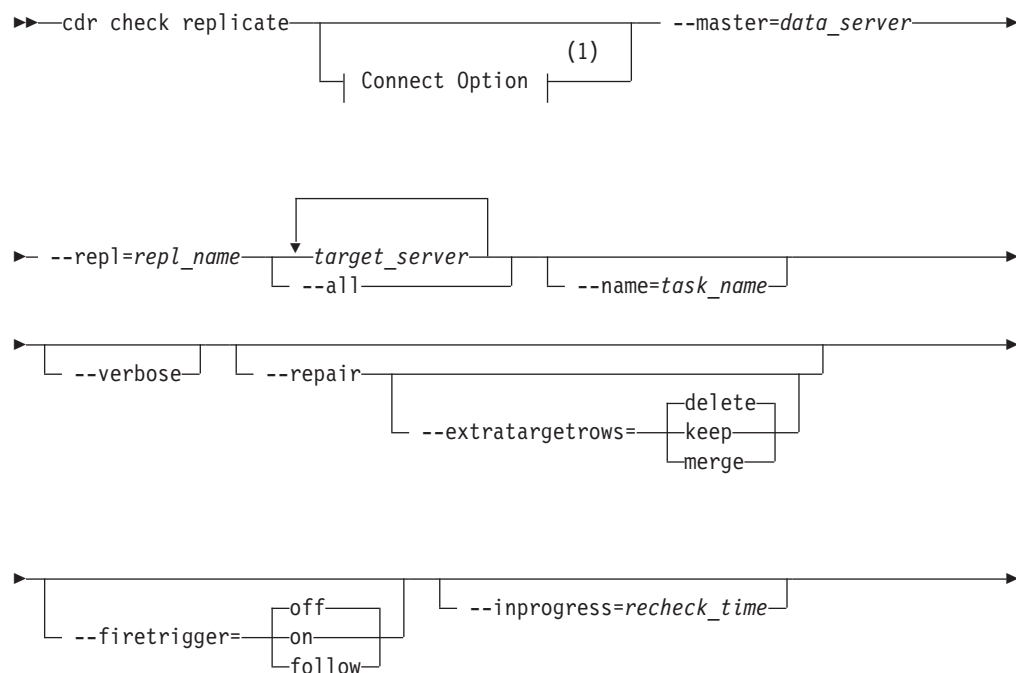 cdr check replicate --master=data_server
(1)
Connect Option
--repl=repl_name target_server
--all --name=task_name
--verbose --repair
delete
--extratargetrows= keep
merge
off --inprogress=recheck_time
--firetrigger= on
follow